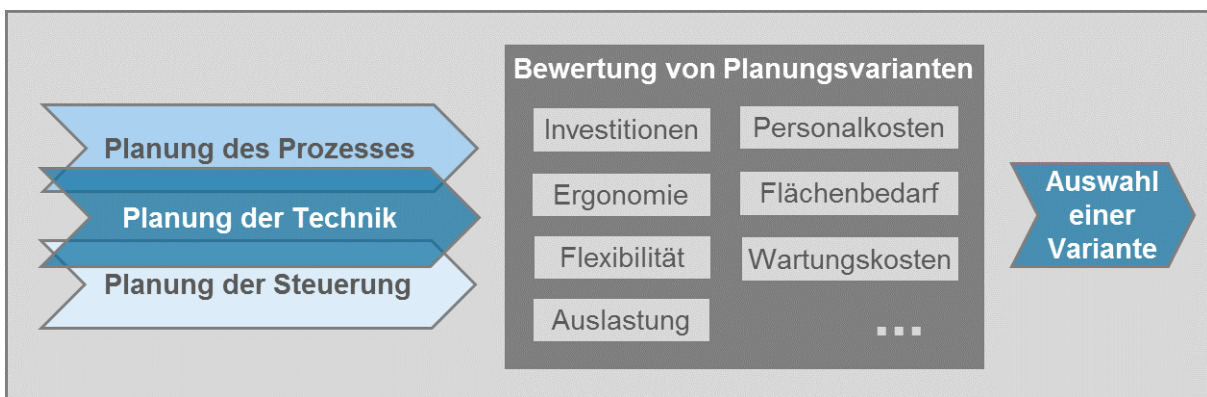 Planung des Prozesses
Planung der Technik
Planung der Steuerung
Bewertung von Planungsvarianten
Investitionen
Personalkosten
Ergonomie
Flächenbedarf
Flexibilität
Wartungskosten
Auslastung
...
Auswahl
einer
Variante